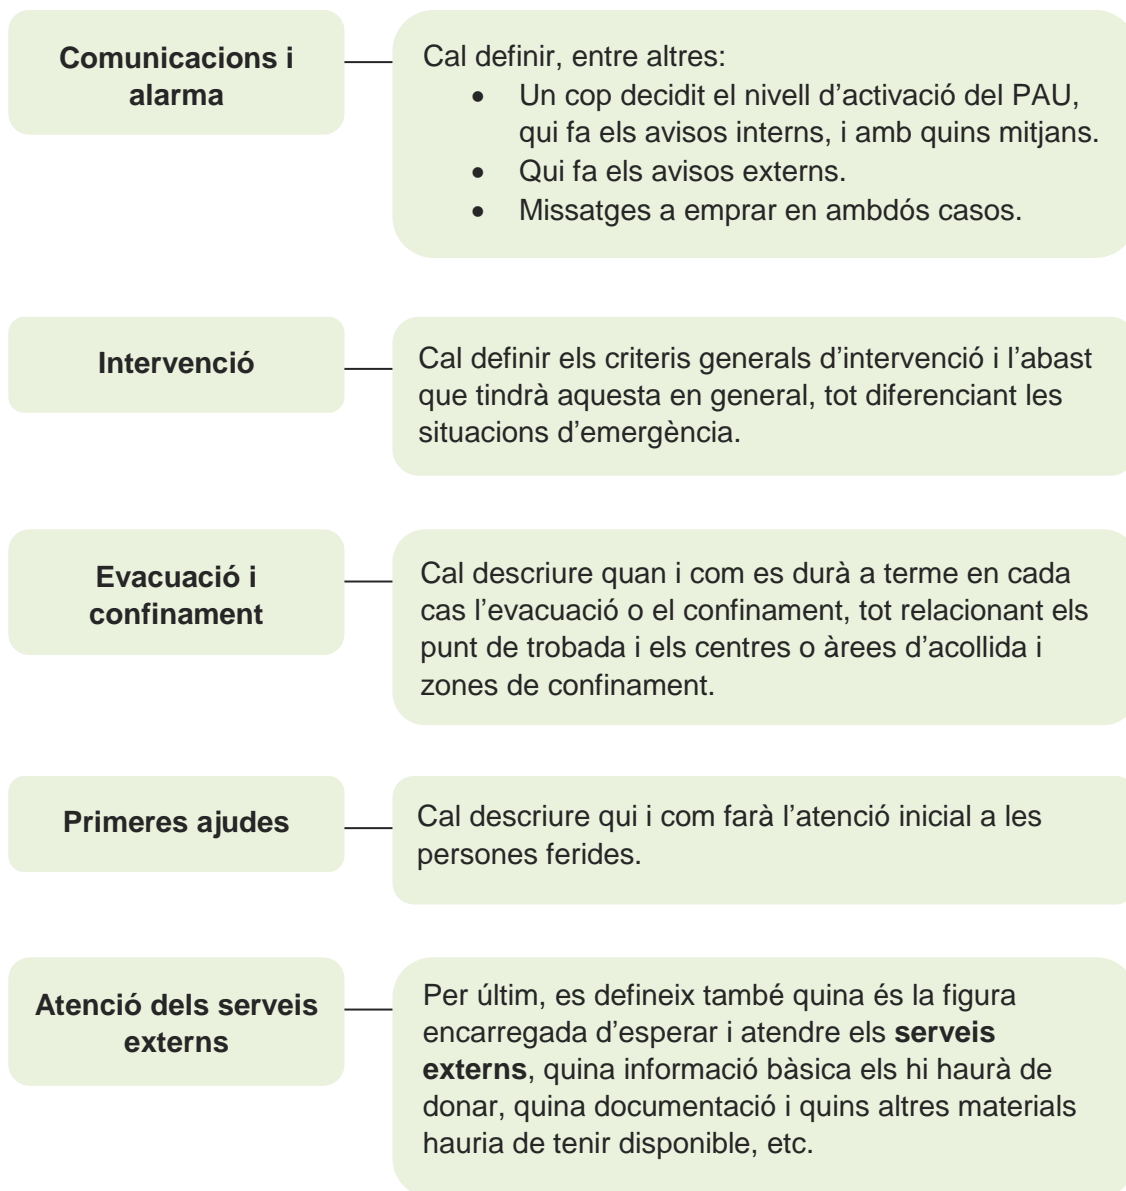 Comunicacions i
alarma
Cal definir, entre altres:
• Un cop decidit el nivell d’activació del PAU,
qui fa els avisos interns, i amb quins mitjans.
• Qui fa els avisos externs.
• Missatges a emprar en ambdós casos.
Intervenció
Cal definir els criteris generals d’intervenció i l’abast
que tindrà aquesta en general, tot diferenciant les
situacions d’emergència.
Evacuació i
confinament
Cal descriure quan i com es durà a terme en cada
cas l’evacuació o el confinament, tot relacionant els
punt de trobada i els centres o àrees d’acollida i
zones de confinament.
Primeres ajudes
Cal descriure qui i com farà l’atenció inicial a les
persones ferides.
Atenció dels serveis
externs
Per últim, es defineix també quina és la figura
encarregada d’esperar i atendre els serveis
externs, quina informació bàsica els hi haurà de
donar, quina documentació i quins altres materials
hauria de tenir disponible, etc.